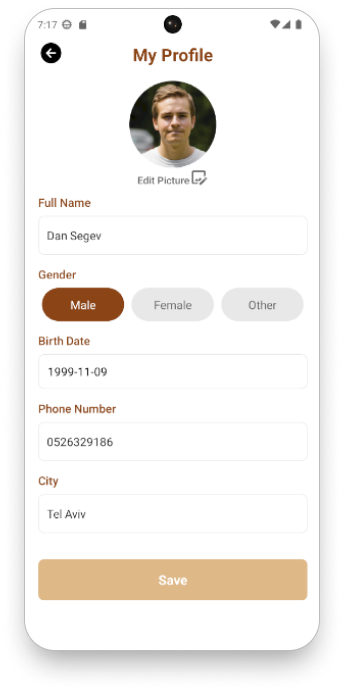 7:17
My Profile
Edit Picture
Full Name
Dan Segev
Gender
Male Female Other
Birth Date
1999-11-09
Phone Number
0526329186
City
Tel Aviv
Save